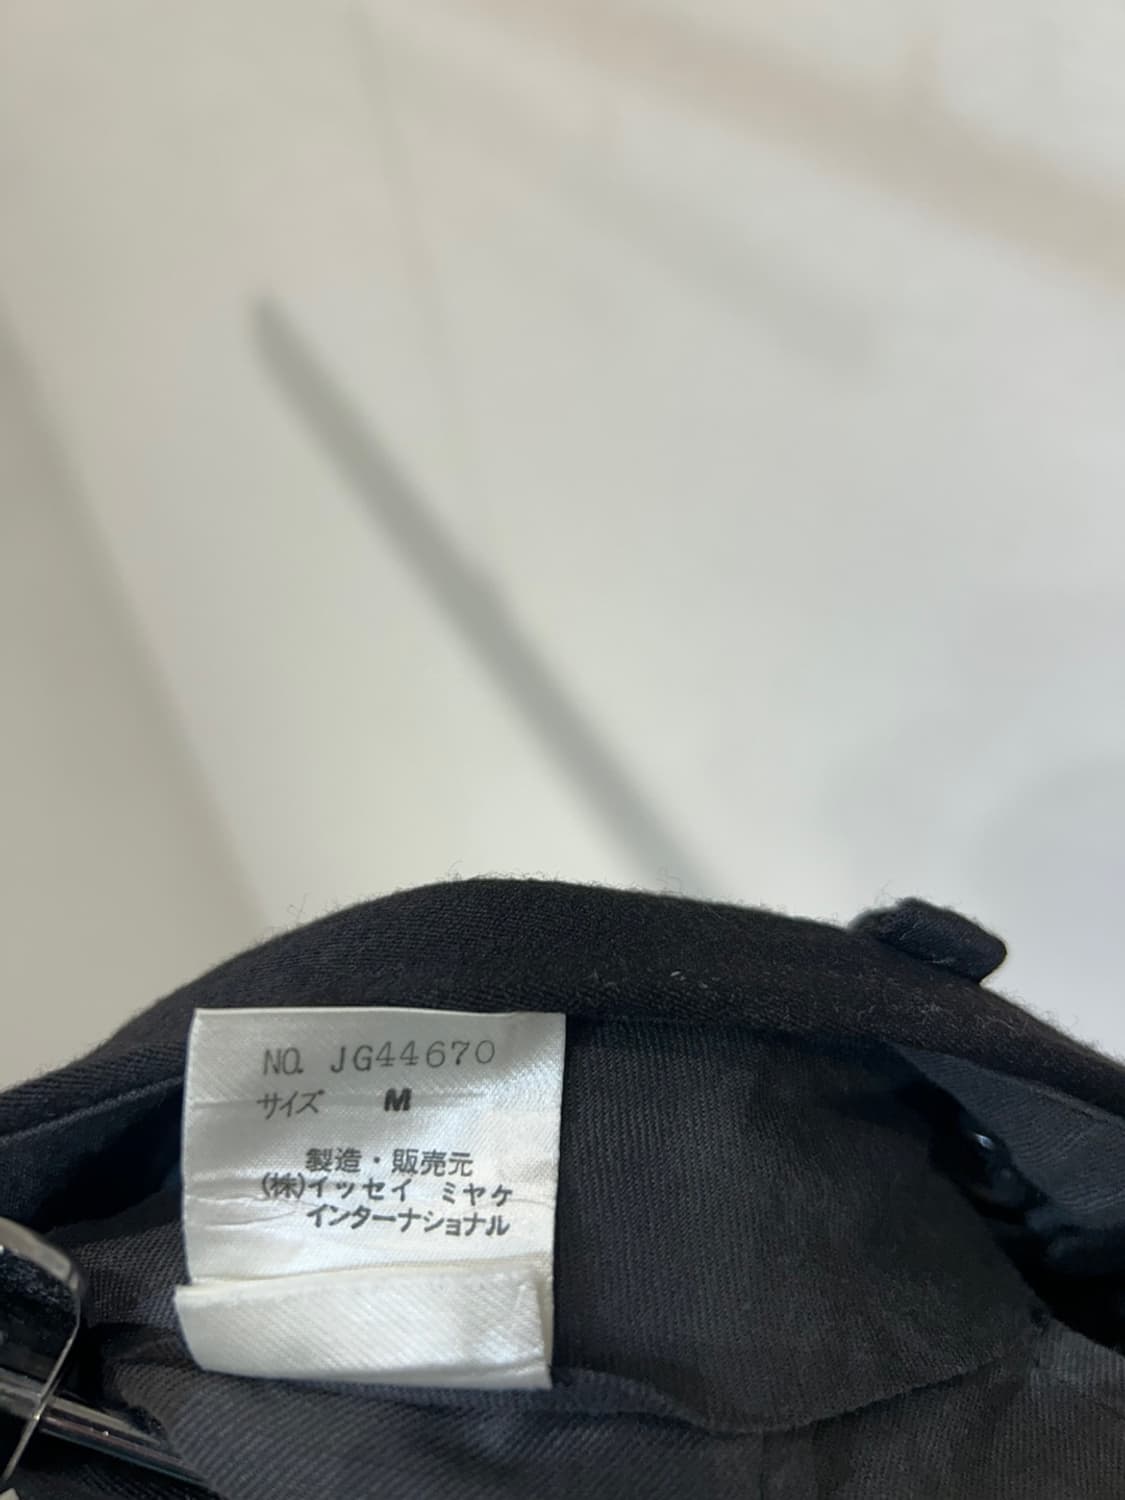 NO. JG44670
サイズ M
製造・販売元
(株)イッセイ ミヤケ
インターナショナル